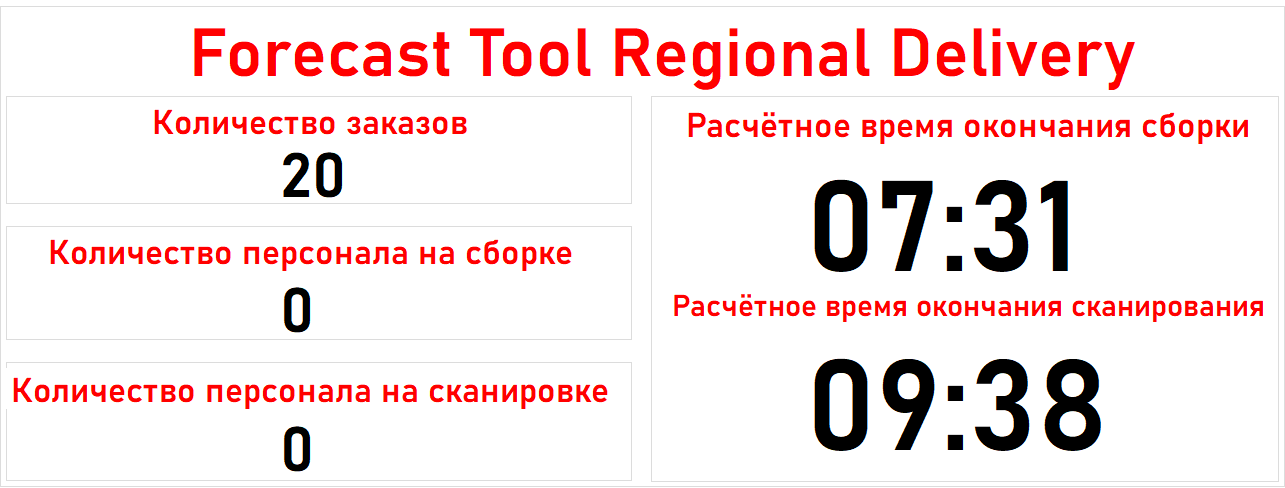 Forecast Tool Regional Delivery
Количество заказов
20
Количество персонала на сборке
0
Количество персонала на сканировке
0
Расчётное время окончания сборки
07:31
Расчётное время окончания сканирования
09:38